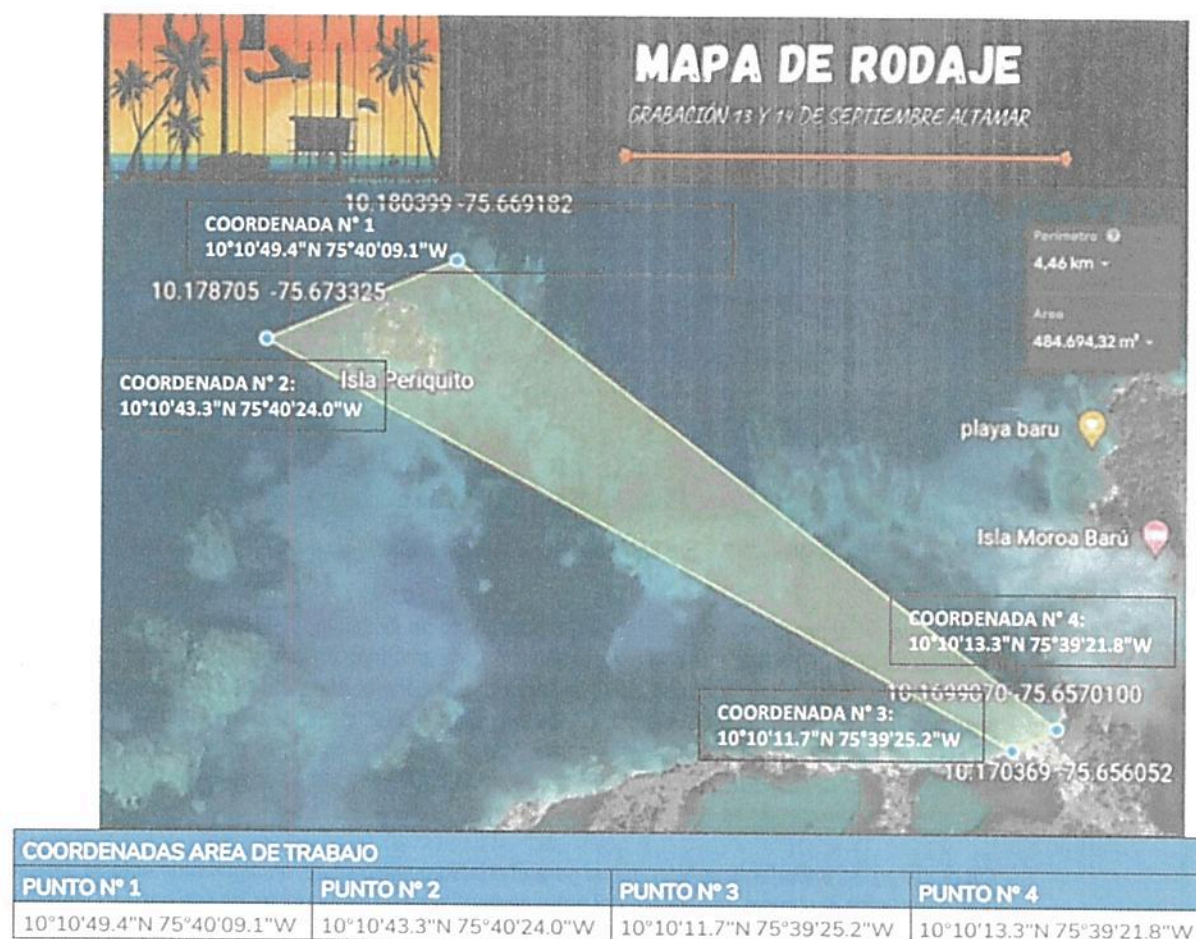 MAPA DE RODAJE
GRABACIÓN 13 Y 14 DE SEPTIEMBRE ALTAMAR
10.180399 -75.669182
COORDENADA N° 1
10°10'49.4"N 75°40'09.1"W
Perímetro
4,46 km
Área
484.694,32 m²
10.178705 -75.673325
COORDENADA N° 2:
10°10'43.3"N 75°40'24.0"W
Isla Periquito
playa baru
Isla Moroa Barú
COORDENADA N° 4:
10°10'13.3"N 75°39'21.8"W
10.1699070 -75.6570100
COORDENADA N° 3:
10°10'11.7"N 75°39'25.2"W
10.170369 -75.656052
COORDENADAS AREA DE TRABAJO
PUNTO N° 1 PUNTO N° 2 PUNTO N° 3 PUNTO N° 4
10°10'49.4"N 75°40'09.1"W 10°10'43.3"N 75°40'24.0"W 10°10'11.7"N 75°39'25.2"W 10°10'13.3"N 75°39'21.8"W